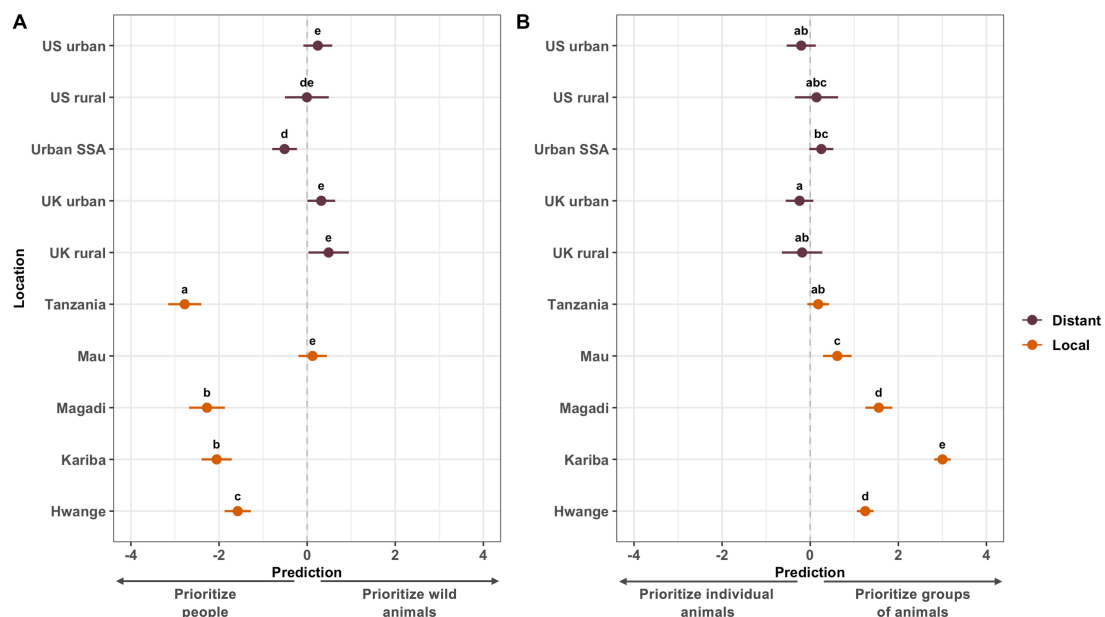 A
B
US urban
e
US urban
ab
US rural
de
US rural
abc
Urban SSA
d
Urban SSA
bc
UK urban
e
UK urban
a
UK rural
e
UK rural
ab
Location
Location
Tanzania
a
Tanzania
ab
Distant
Local
Mau
e
Mau
c
Magadi
b
Magadi
d
Kariba
b
Kariba
e
Hwange
c
Hwange
d
-4 -2 0 2 4
-4 -2 0 2 4
Prediction
Prediction
Prioritize
people
Prioritize wild
animals
Prioritize individual
animals
Prioritize groups
of animals